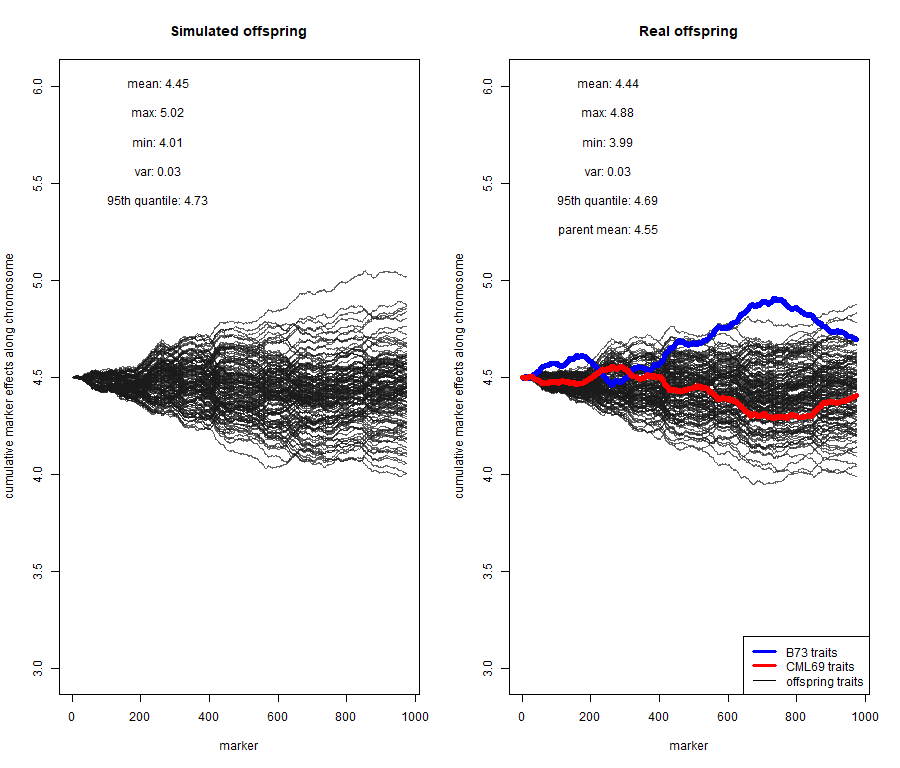 Simulated offspring
mean: 4.45
max: 5.02
min: 4.01
var: 0.03
95th quantile: 4.73
cumulative marker effects along chromosome
6.0
5.5
5.0
4.5
4.0
3.5
3.0
0 200 400 600 800 1000
marker
Real offspring
mean: 4.44
max: 4.88
min: 3.99
var: 0.03
95th quantile: 4.69
parent mean: 4.55
cumulative marker effects along chromosome
6.0
5.5
5.0
4.5
4.0
3.5
3.0
B73 traits
CML69 traits
offspring traits
0 200 400 600 800 1000
marker